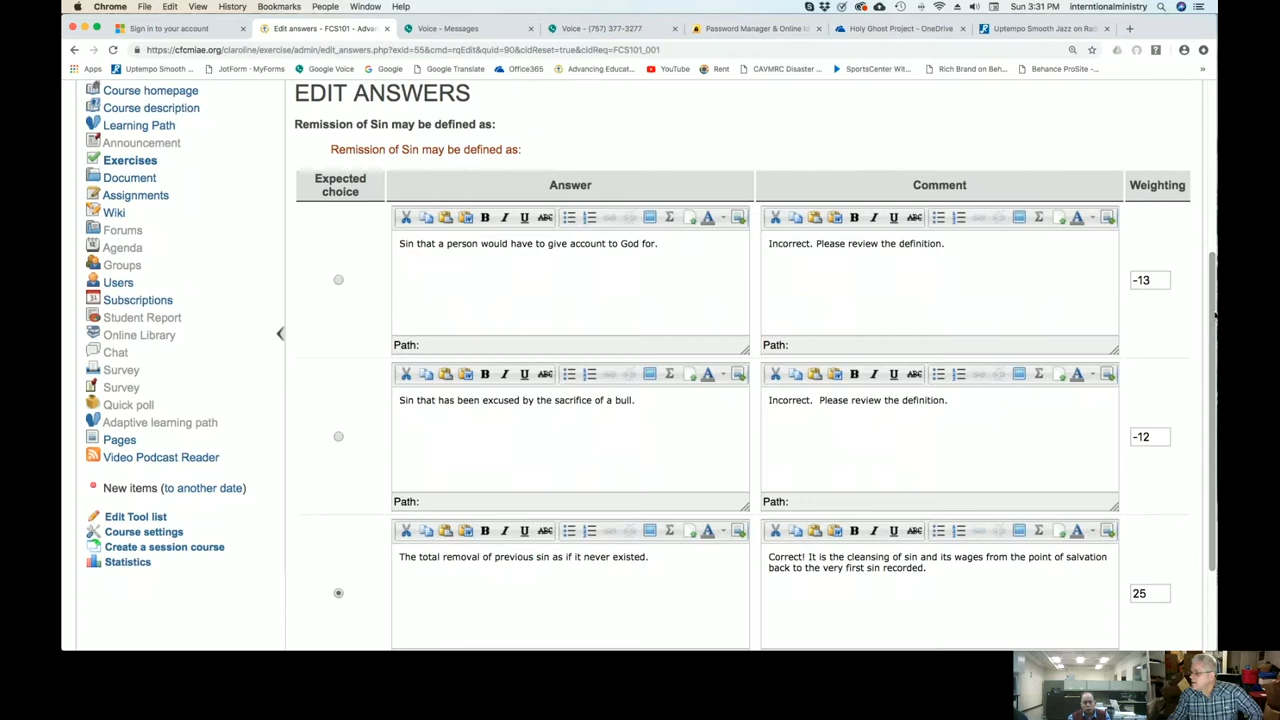 Chrome File Edit View History Bookmarks People Window Help Sun 3:31 PM interntionalministry
Sign in to your account Edit answers - FCS101 - Advan Voice - Messages Voice - (757) 377-3277 Password Manager & Online Id Holy Ghost Project - OneDrive Uptempo Smooth Jazz on Rad
https://cfcmiae.org/claroline/exercise/admin/edit_answers.php?exId=55&cmd=rqEdit&quId=90&cidReset=true&cidReq=FCS101_001
Apps Uptempo Smooth ... JotForm · MyForms Google Voice Google Google Translate Office365 Advancing Educat... YouTube Rent CAVMRC Disaster ... SportsCenter Wit... Rich Brand on Beh... Behance ProSite -... »
Course homepage
Course description
Learning Path
Announcement
Exercises
Document
Assignments
Wiki
Forums
Agenda
Groups
Users
Subscriptions
Student Report
Online Library
Chat
Survey
Survey
Quick poll
Adaptive learning path
Pages
Video Podcast Reader
New items (to another date)
Edit Tool list
Course settings
Create a session course
Statistics
EDIT ANSWERS
Remission of Sin may be defined as:
Remission of Sin may be defined as:
Expected choice Answer Comment Weighting
B I U ABC Σ A B I U ABC Σ A
Sin that a person would have to give account to God for. Incorrect. Please review the definition.
-13
Path: Path:
B I U ABC Σ A B I U ABC Σ A
Sin that has been excused by the sacrifice of a bull. Incorrect. Please review the definition.
-12
Path: Path:
B I U ABC Σ A B I U ABC Σ A
The total removal of previous sin as if it never existed. Correct! It is the cleansing of sin and its wages from the point of salvation
back to the very first sin recorded.
25